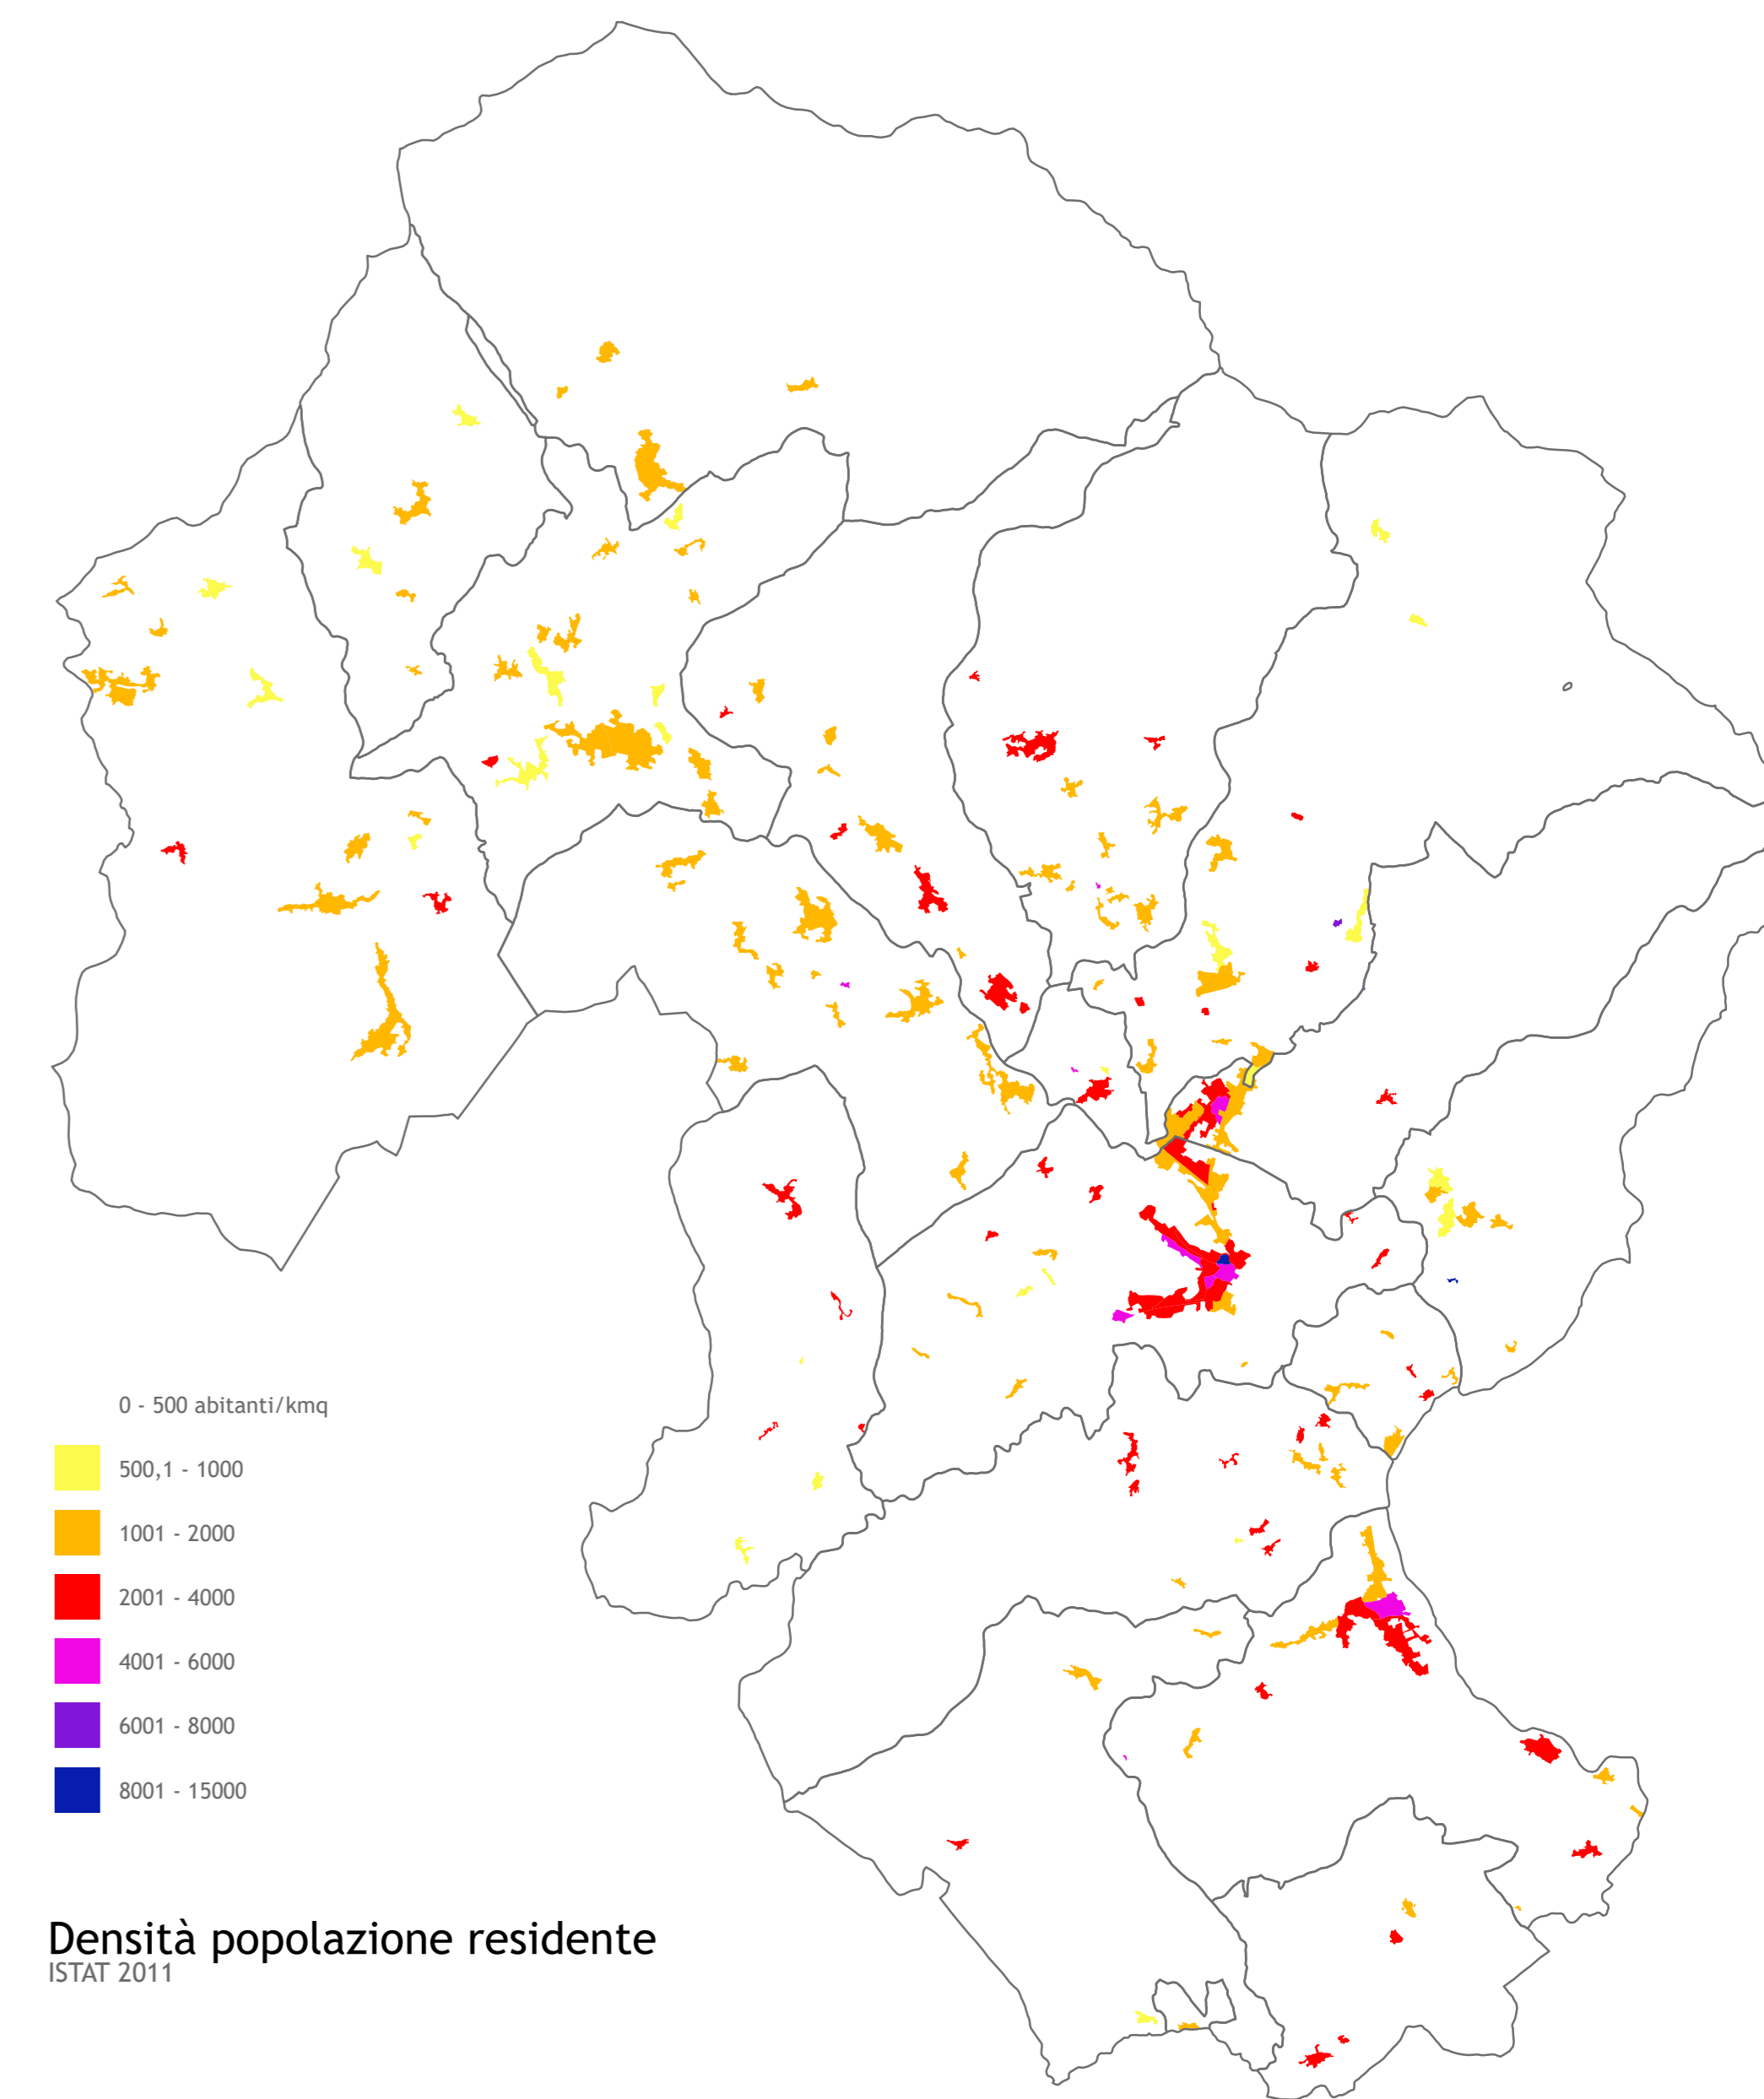 0 - 500 abitanti/kmq
500,1 - 1000
1001 - 2000
2001 - 4000
4001 - 6000
6001 - 8000
8001 - 15000
Densità popolazione residente
ISTAT 2011